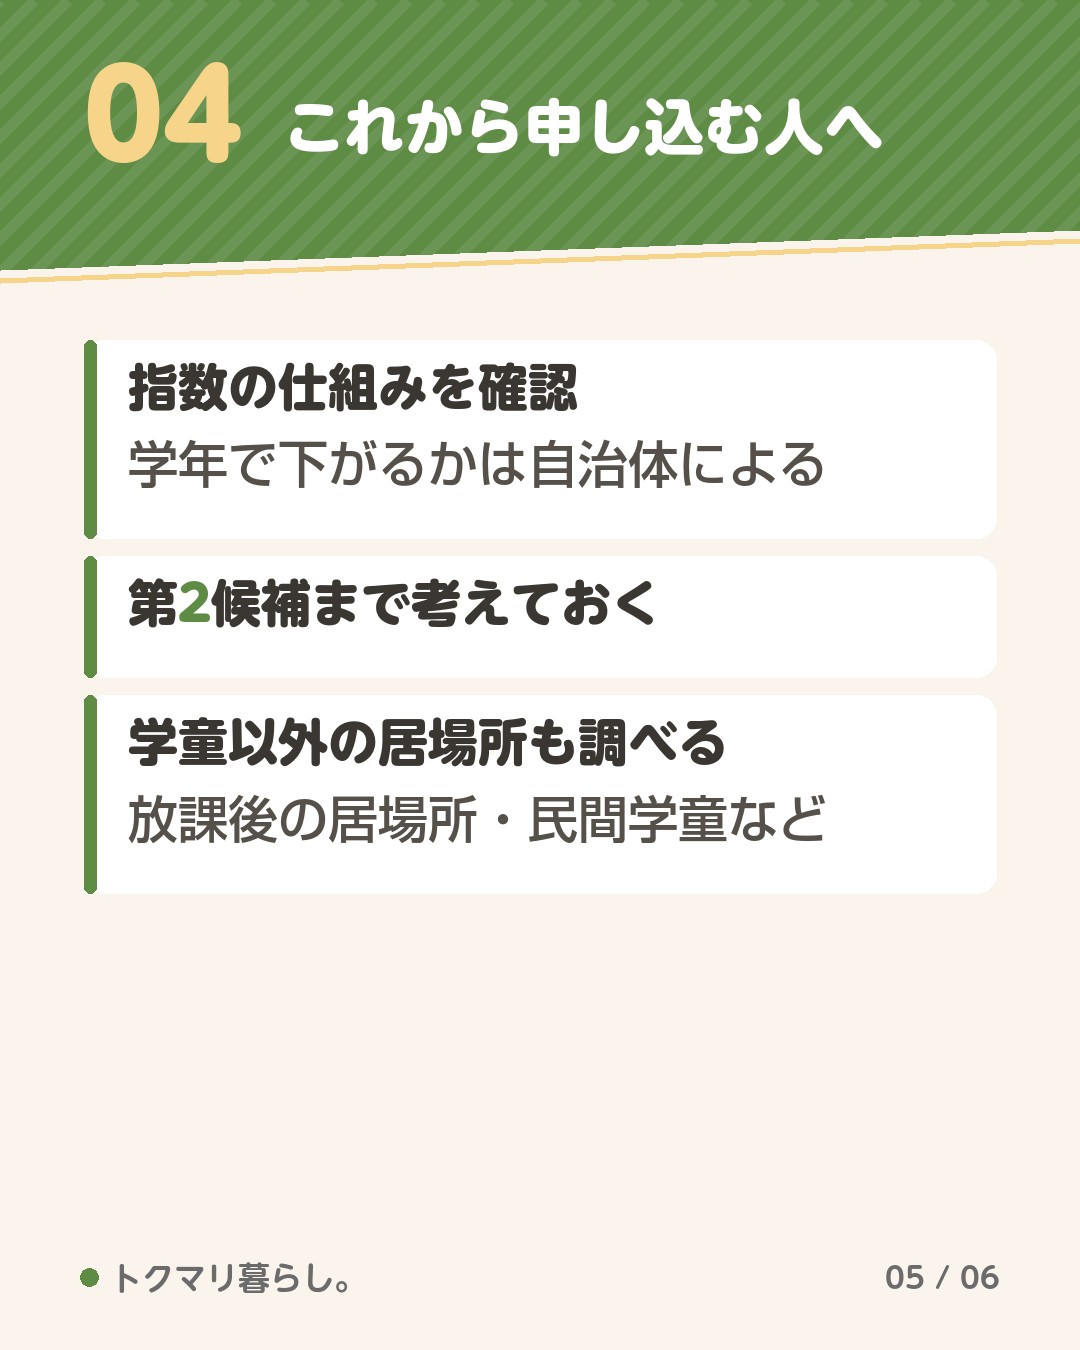 04 これから申し込む人へ
指数の仕組みを確認
学年で下がるかは自治体による
第2候補まで考えておく
学童以外の居場所も調べる
放課後の居場所・民間学童など
トクマリ暮らし。
05 / 06